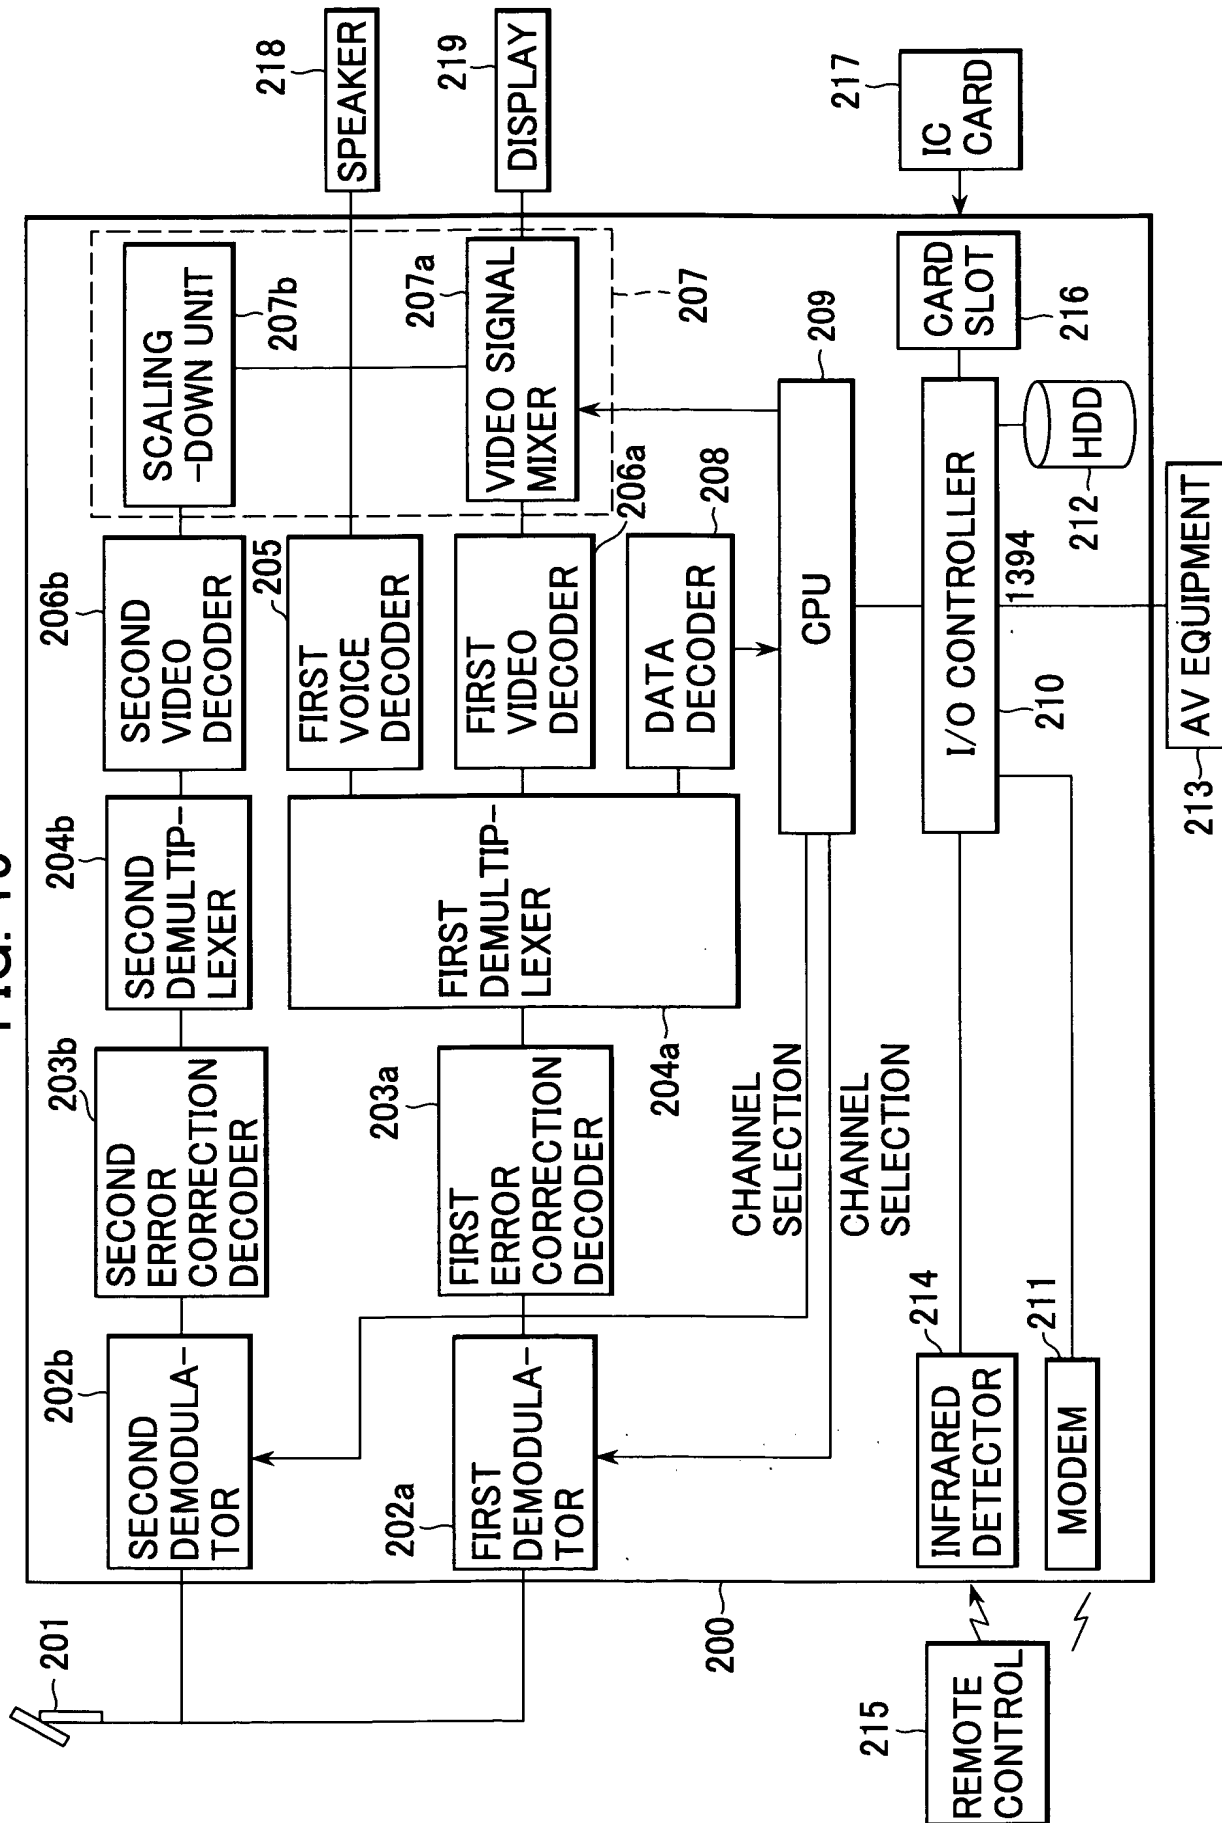 FIG.
201
202b
SECOND
DEMODULA-
TOR
203b
SECOND
ERROR
CORRECTION
DECODER
204b
SECOND
DEMULTIP-
LEXER
206b
SECOND
VIDEO
DECODER
SCALING
-DOWN UNIT
207b
218
SPEAKER
205
FIRST
VOICE
DECODER
202a
FIRST
DEMODULA-
TOR
203a
FIRST
ERROR
CORRECTION
DECODER
FIRST
DEMULTIP-
LEXER
204a
FIRST
VIDEO
DECODER
206a
207a
VIDEO SIGNAL
MIXER
207
219
DISPLAY
DATA
DECODER
208
CHANNEL
SELECTION
CHANNEL
SELECTION
CPU
209
200
215
REMOTE
CONTROL
214
INFRARED
DETECTOR
211
MODEM
I/O CONTROLLER
210
1394
CARD
SLOT
216
217
IC
CARD
HDD
212
213
AV EQUIPMENT